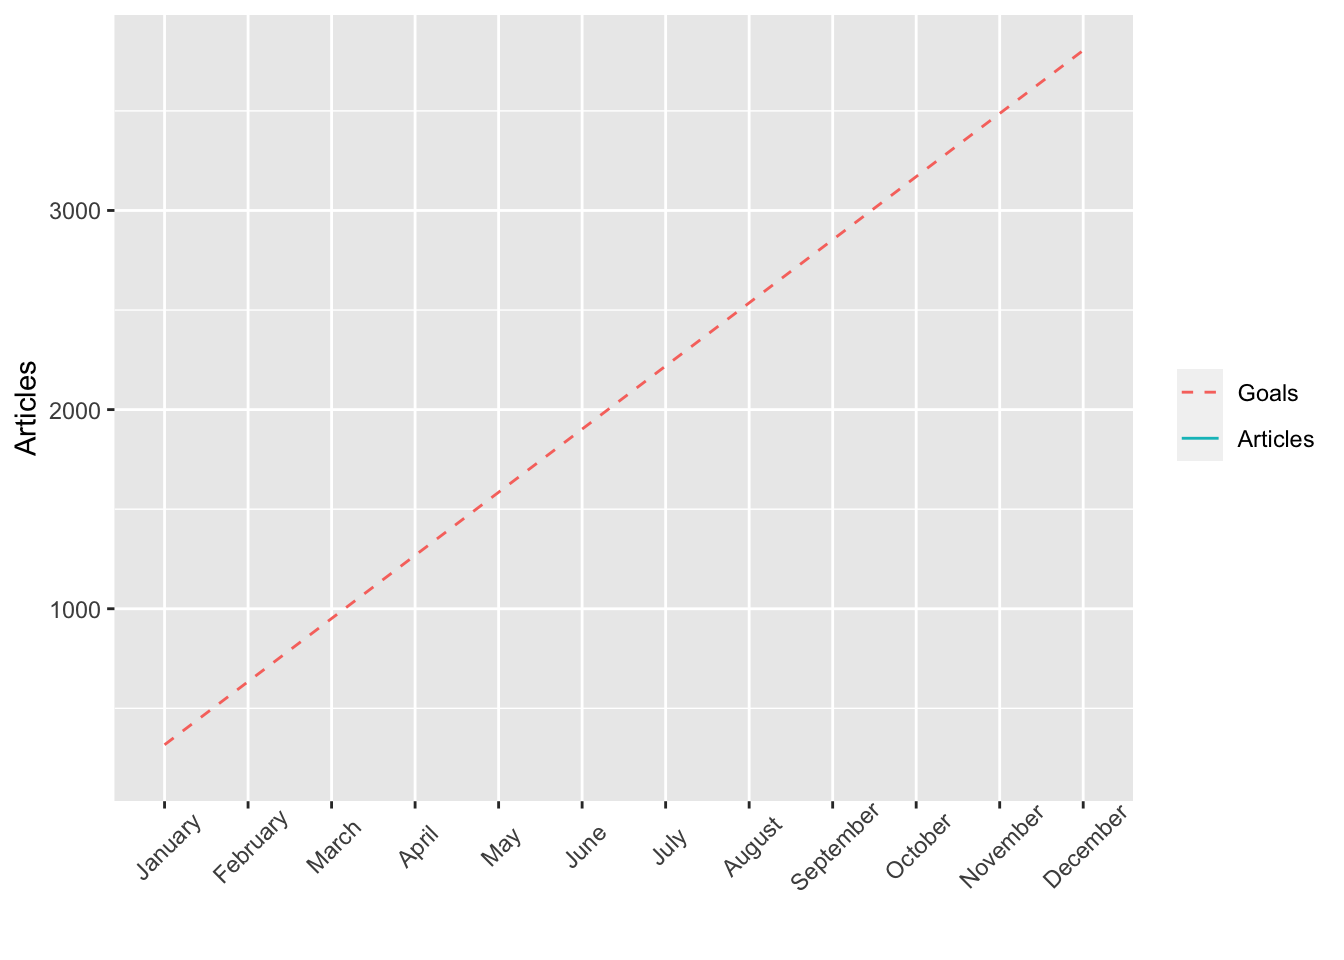 Articles
3000
2000
1000
January
February
March
April
May
June
July
August
September
October
November
December
Goals
Articles